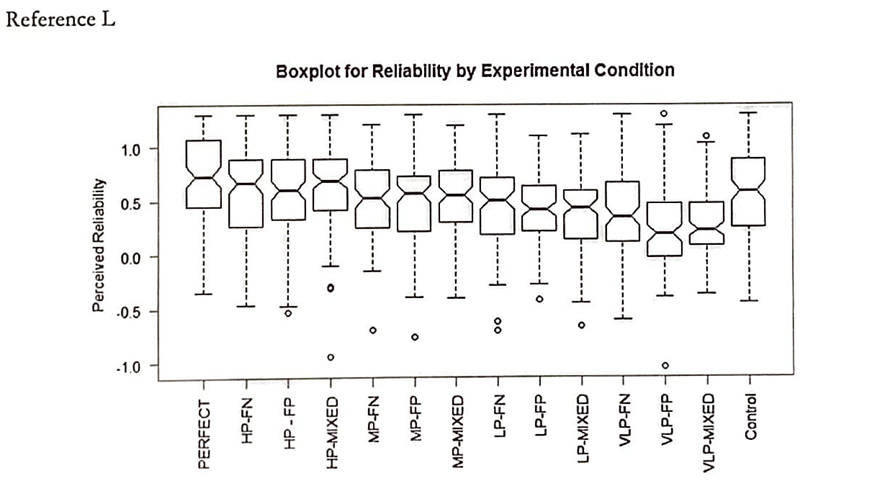 Reference L
Boxplot for Reliability by Experimental Condition
Perceived Reliability
1.0
0.5
0.0
-0.5
-1.0
PERFECT
HP-FN
HP - FP
HP-MIXED
MP-FN
MP-FP
MP-MIXED
LP-FN
LP-FP
LP-MIXED
VLP-FN
VLP-FP
VLP-MIXED
Control